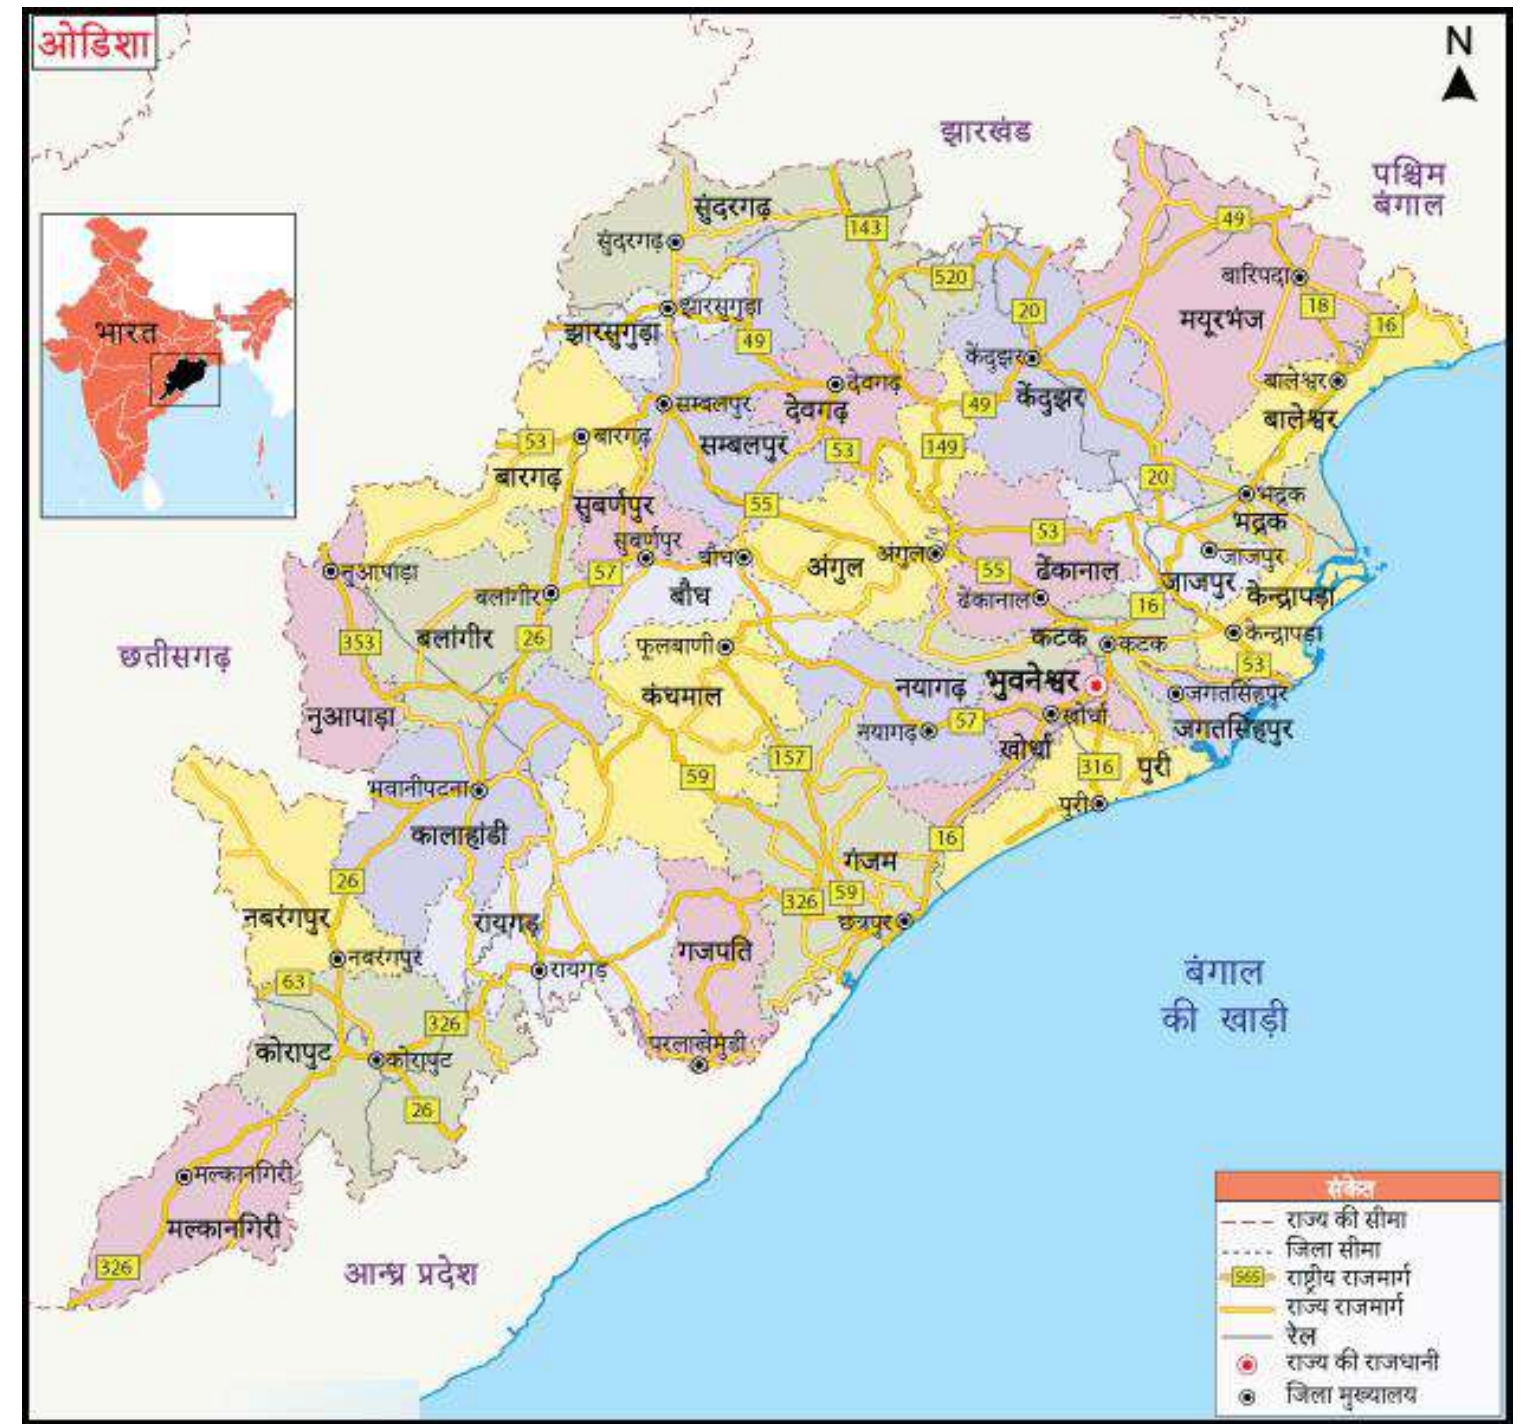 ओडिशा
N
झारखंड
पश्चिम
बंगाल
सुंदरगढ़
143
सुंदरगढ़
49
520
बारिपदा
भारत
झारसुगुड़ा
20
18
मयूरभंज
16
झारसुगुड़ा
49
केंदुझर
देवगढ़
बालेश्वर
सम्बलपुर
देवगढ़
49
केंदुझर
बालेश्वर
53
बारगढ़
सम्बलपुर
53
149
बारगढ़
20
भद्रक
सुबर्णपुर
55
भद्रक
सुबर्णपुर
बौध
अंगुल
अंगुल
53
जाजपुर
नुआपाड़ा
57
55
ढेंकानाल
जाजपुर
केन्द्रापड़ा
बलांगीर
बौध
ढेंकानाल
16
छतीसगढ़
353
बलांगीर
26
फूलबाणी
कटक
कटक
केन्द्रापड़ा
53
कंधमाल
नयागढ़
भुवनेश्वर
जगतसिंहपुर
नुआपाड़ा
नयागढ़
57
खोर्धा
जगतसिंहपुर
खोर्धा
157
316
पुरी
59
भवानीपटना
पुरी
कालाहांडी
16
गंजम
26
326
59
नबरंगपुर
रायगड़
छत्रपुर
गजपति
नबरंगपुर
रायगड़
बंगाल
की खाड़ी
63
326
कोरापुट
कोरापुट
परलाखेमुंडी
26
मल्कानगिरी
मल्कानगिरी
326
आन्ध्र प्रदेश
संकेत
राज्य की सीमा
जिला सीमा
565 राष्ट्रीय राजमार्ग
राज्य राजमार्ग
रेल
राज्य की राजधानी
जिला मुख्यालय